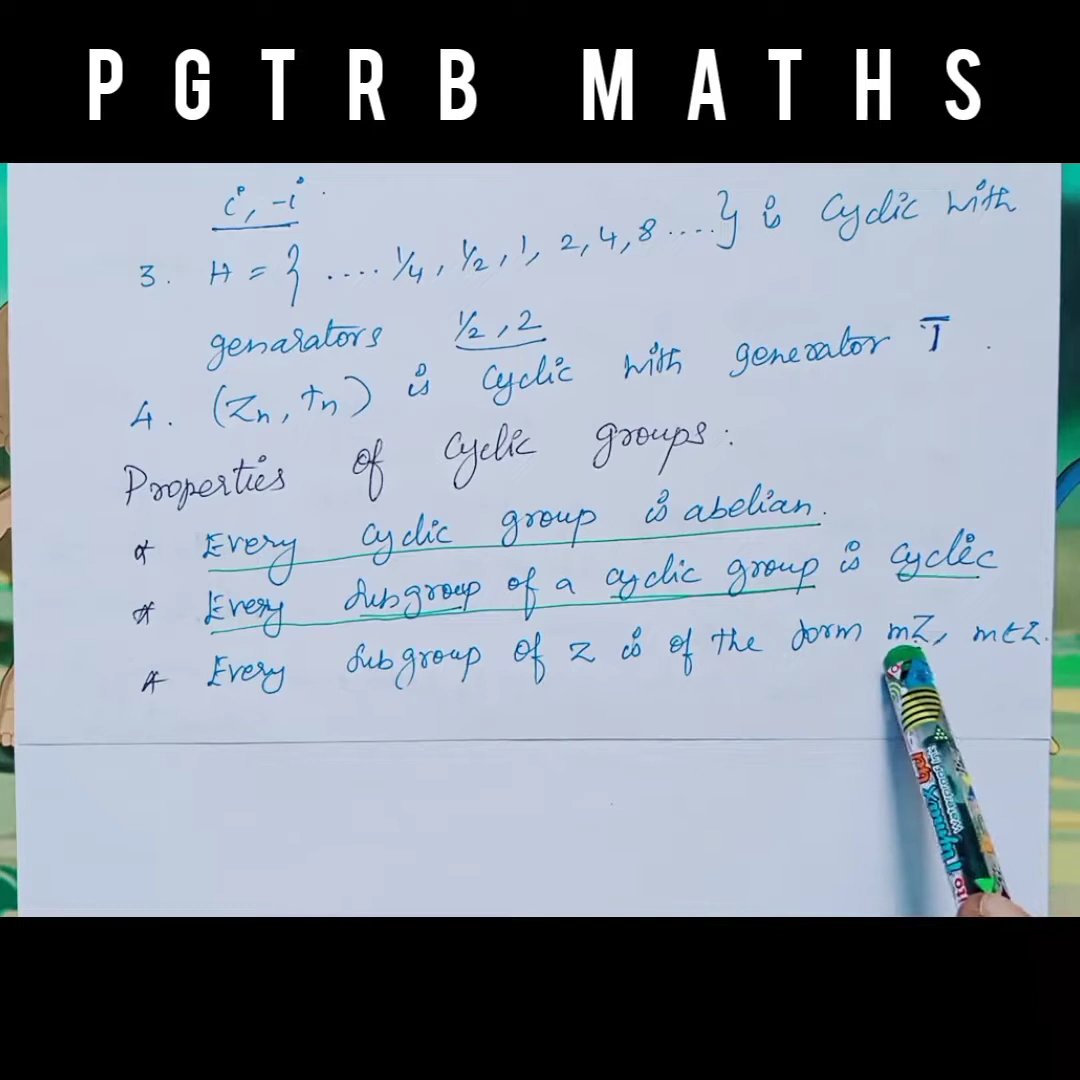 PGTRB MATHS
i, -i .
3. H = { .... 1/4, 1/2, 1, 2, 4, 8 ....} is cyclic with
genarators 1/2, 2
4. (Zn, +n) is cyclic with generator 1̅ .
Properties of cyclic groups :
* Every cyclic group is abelian.
* Every subgroup of a cyclic group is cyclic
* Every subgroup of Z is of the form mZ, m∈Z.